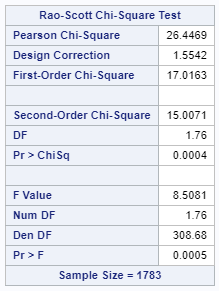 Rao-Scott Chi-Square Test
Pearson Chi-Square 26.4469
Design Correction 1.5542
First-Order Chi-Square 17.0163
Second-Order Chi-Square 15.0071
DF 1.76
Pr > ChiSq 0.0004
F Value 8.5081
Num DF 1.76
Den DF 308.68
Pr > F 0.0005
Sample Size = 1783